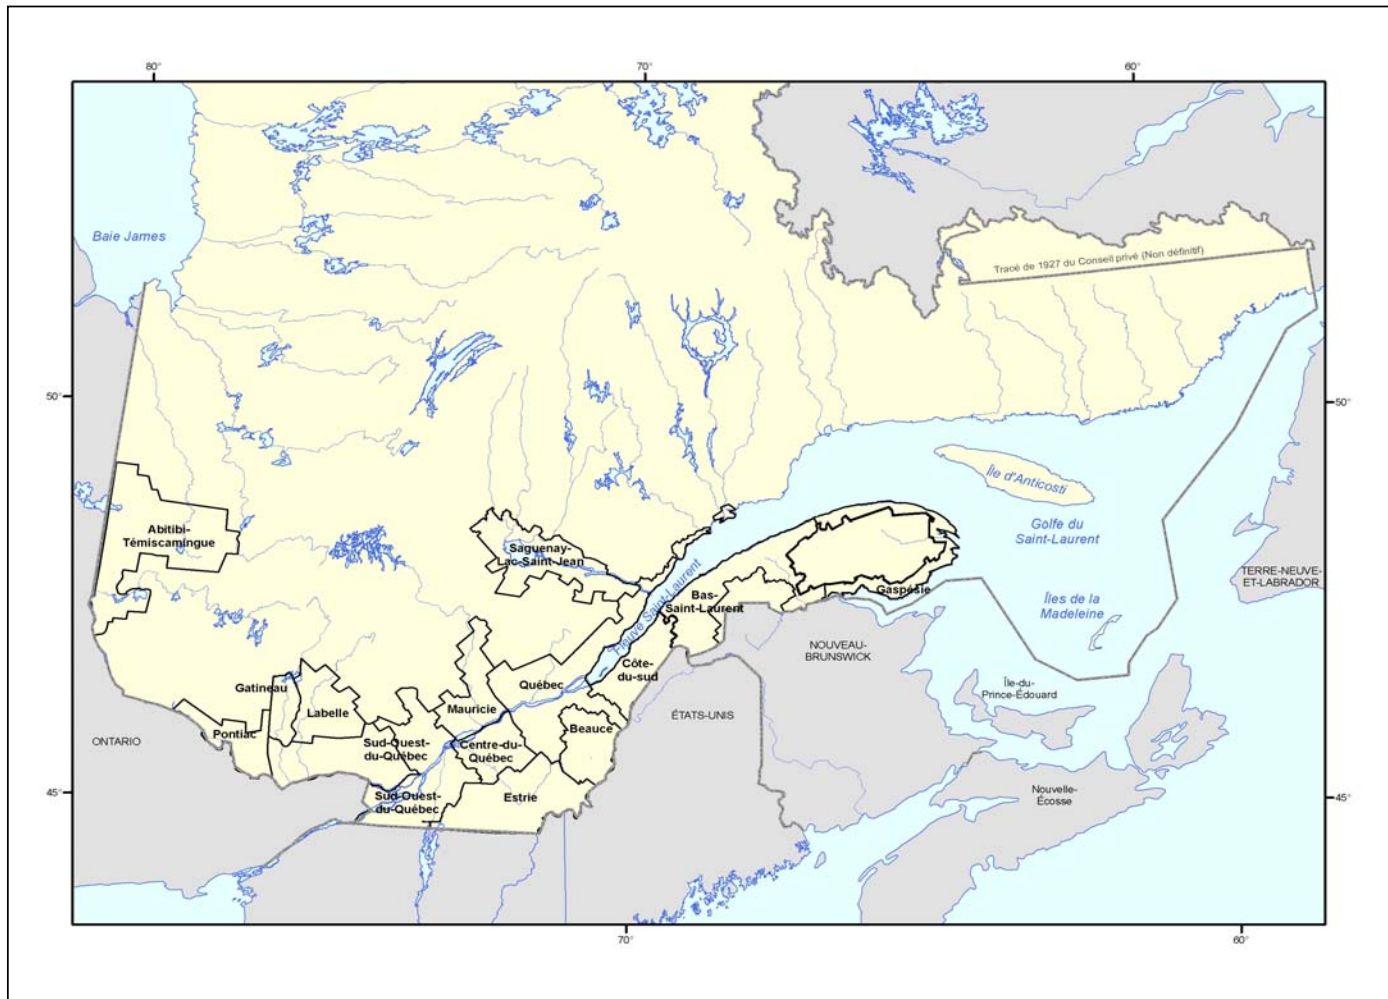 80°
70°
60°
Baie James
Tracé de 1927 du Conseil privé (Non définitif)
50°
50°
Île d'Anticosti
Abitibi-
Témiscamingue
Golfe du
Saint-Laurent
Saguenay-
Lac-Saint-Jean
TERRE-NEUVE-
ET-LABRADOR
Fleuve Saint-Laurent
Bas-
Saint-Laurent
Gaspésie
Îles de la
Madeleine
NOUVEAU-
BRUNSWICK
Côte-
du-sud
Québec
Gatineau
Île-du-
Prince-Édouard
Labelle
Mauricie
ÉTATS-UNIS
Pontiac
Beauce
ONTARIO
Sud-Ouest-
du-Québec
Centre-du-
Québec
Sud-Ouest-
du-Québec
Estrie
Nouvelle-
Écosse
45°
45°
70°
60°